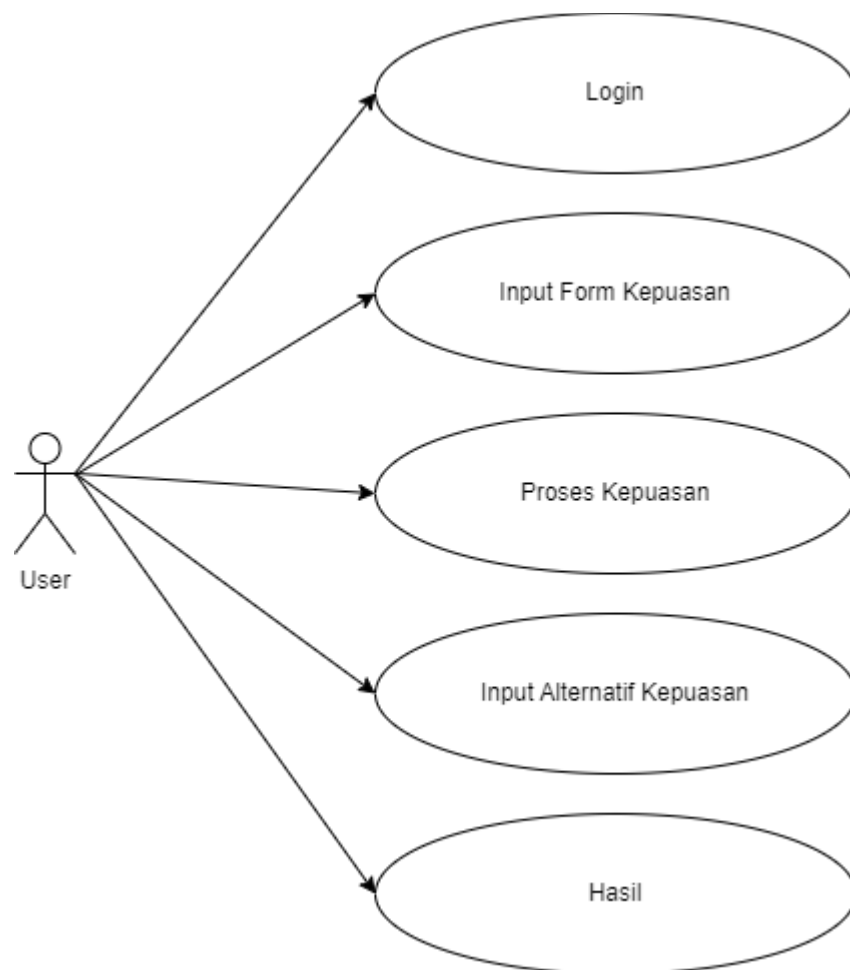 Login
Input Form Kepuasan
Proses Kepuasan
User
Input Alternatif Kepuasan
Hasil